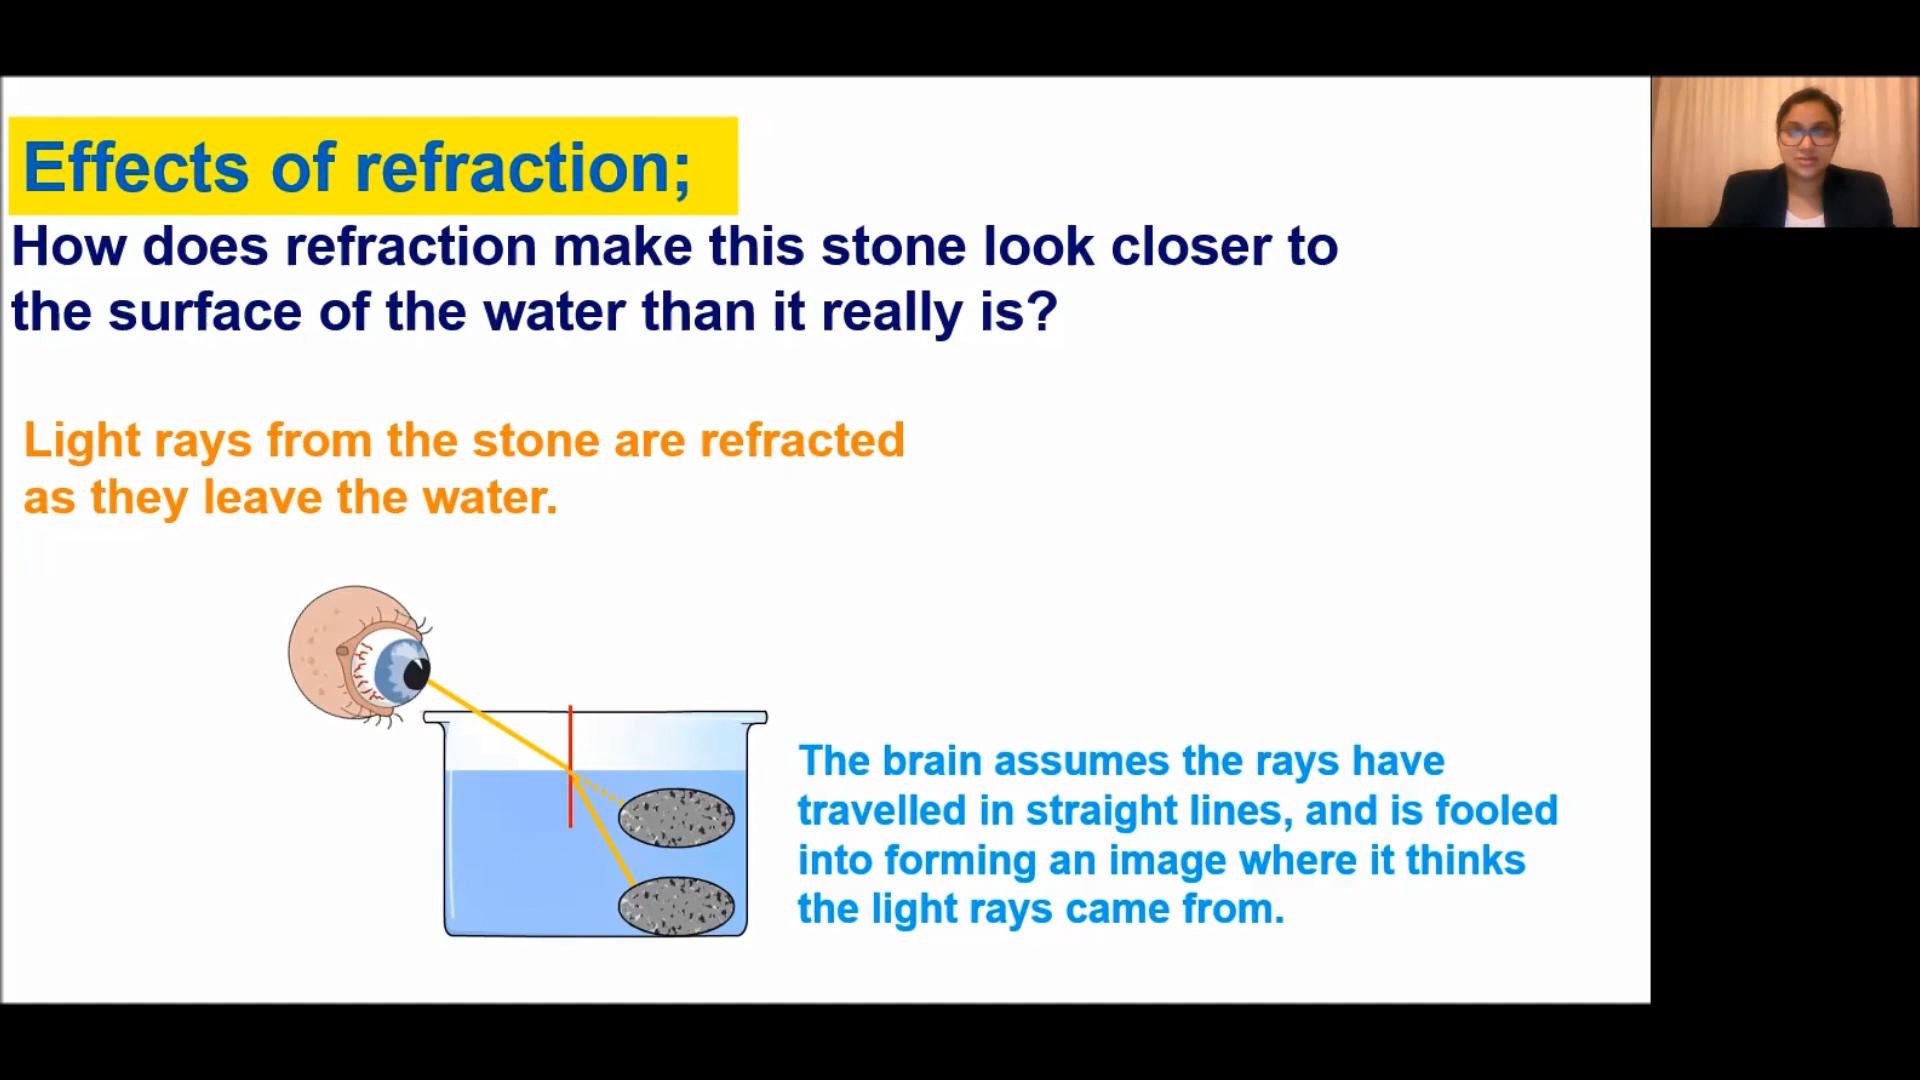 Effects of refraction;
How does refraction make this stone look closer to
the surface of the water than it really is?
Light rays from the stone are refracted
as they leave the water.
The brain assumes the rays have
travelled in straight lines, and is fooled
into forming an image where it thinks
the light rays came from.